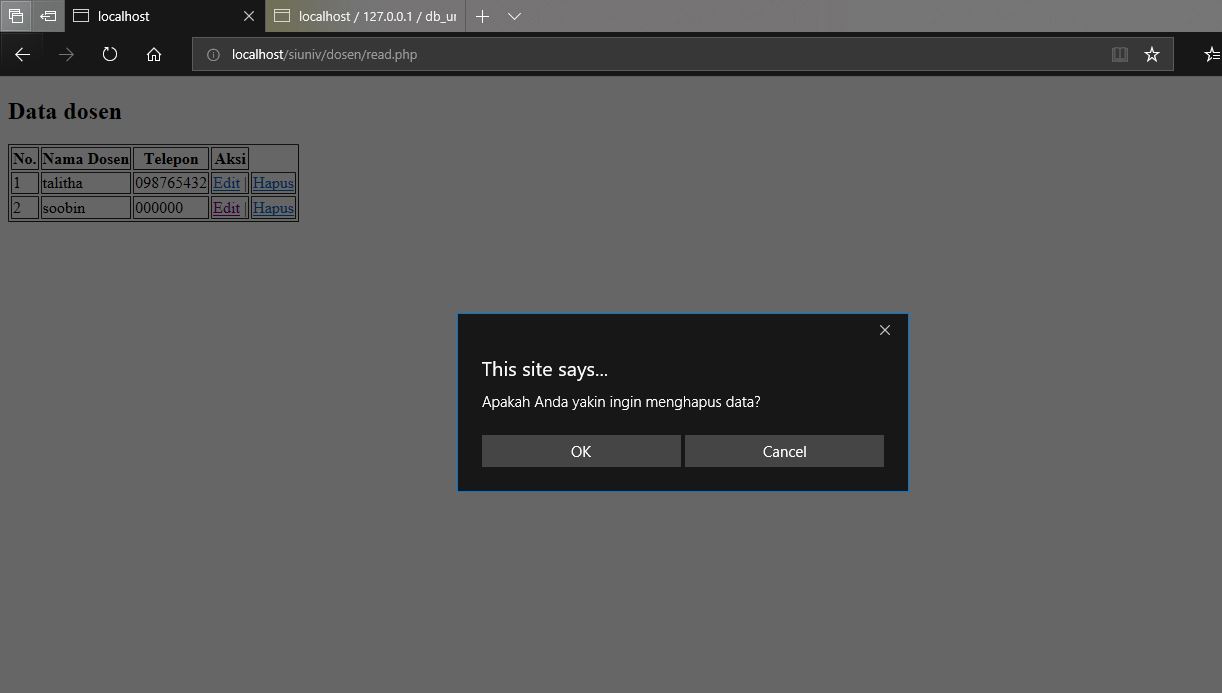 localhost
localhost / 127.0.0.1 / db_u
localhost/siuniv/dosen/read.php
Data dosen
No. Nama Dosen Telepon Aksi
1 talitha 098765432 Edit | Hapus
2 soobin 000000 Edit | Hapus
This site says...
Apakah Anda yakin ingin menghapus data?
OK Cancel